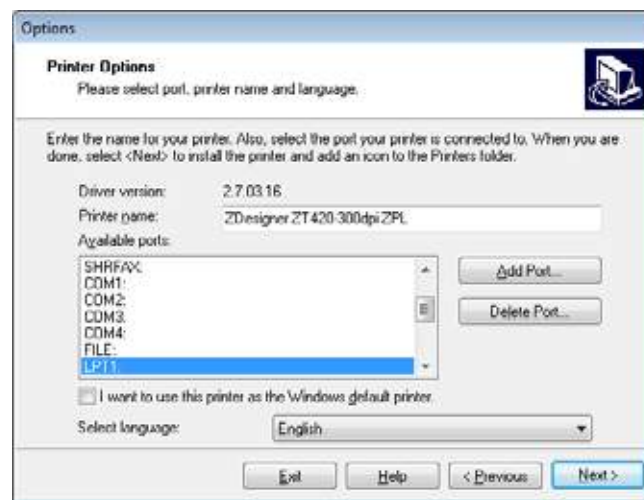 Options
Printer Options
Please select port, printer name and language.
Enter the name for your printer. Also, select the port your printer is connected to. When you are
done, select <Next> to install the printer and add an icon to the Printers folder.
Driver version: 2.7.03.16
Printer name: ZDesigner ZT420-300dpi ZPL
Available ports:
SHRFAX:
COM1:
COM2:
COM3:
COM4:
FILE:
LPT1:
Add Port...
Delete Port...
I want to use this printer as the Windows default printer.
Select language: English
Exit Help < Previous Next >